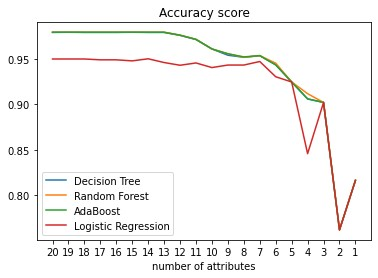 Accuracy score
0.95
0.90
0.85
0.80
Decision Tree
Random Forest
AdaBoost
Logistic Regression
20 19 18 17 16 15 14 13 12 11 10 9 8 7 6 5 4 3 2 1
number of attributes